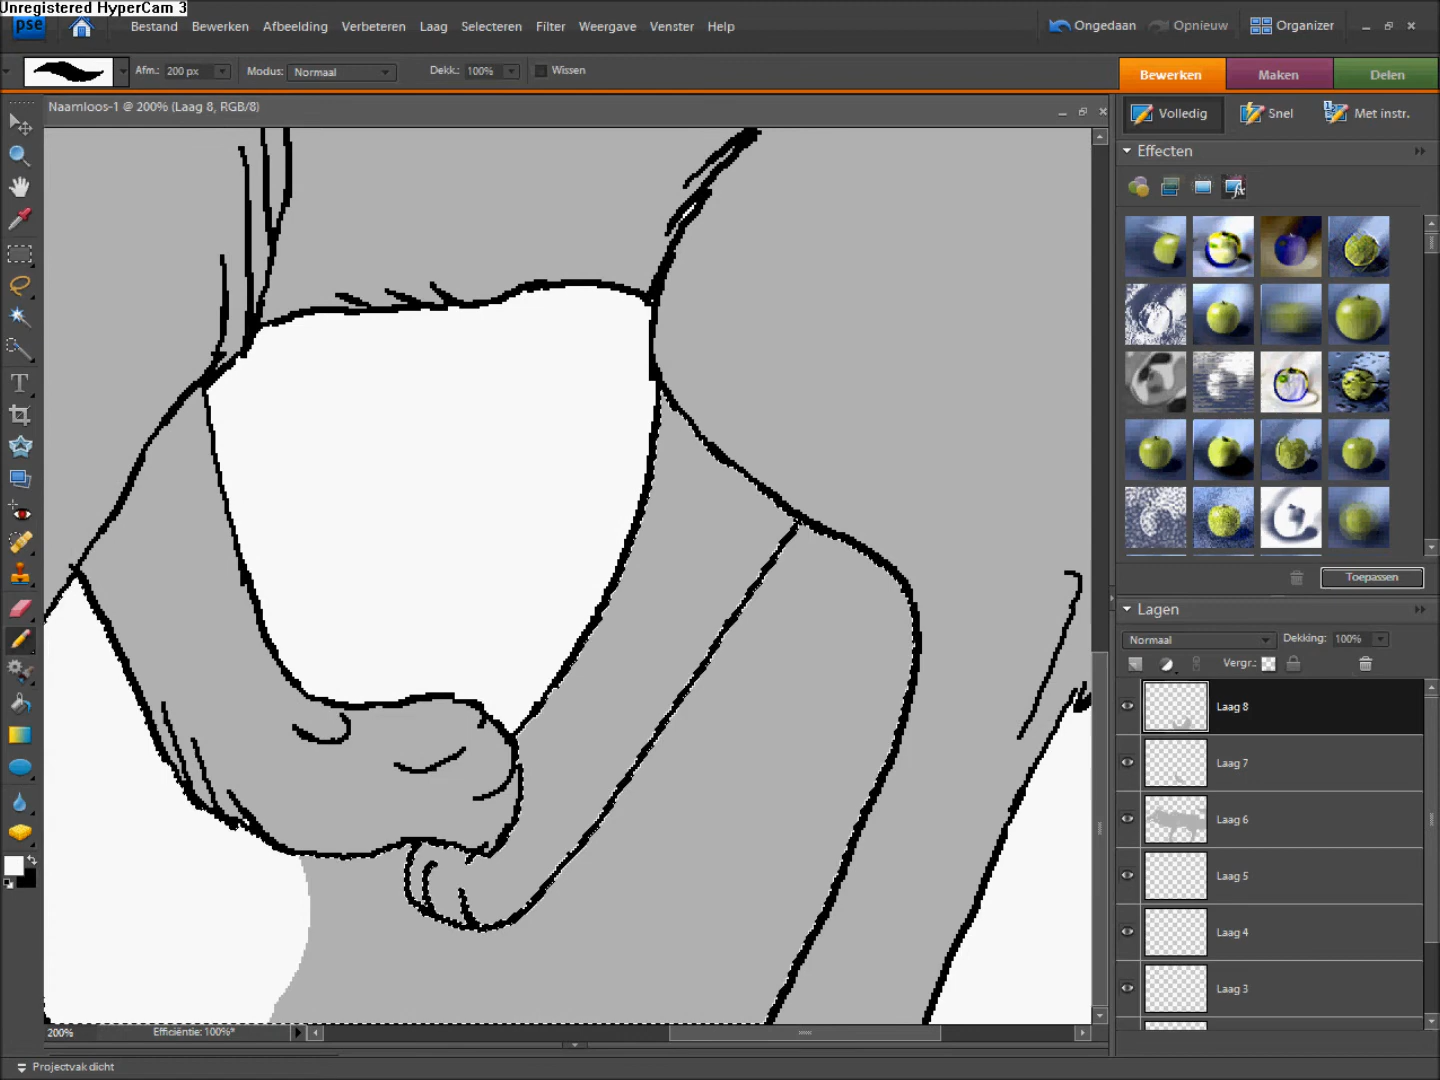 Unregistered HyperCam 3
pse Bestand Bewerken Afbeelding Verbeteren Laag Selecteren Filter Weergave Venster Help Ongedaan Opnieuw Organizer
Afm.: 200 px Modus: Normaal Dekk.: 100% Wissen Bewerken Maken Delen
Naamloos-1 @ 200% (Laag 8, RGB/8) Volledig Snel Met instr.
Effecten
Toepassen
Lagen
Normaal Dekking: 100%
Vergr.:
Laag 8
Laag 7
Laag 6
Laag 5
Laag 4
Laag 3
200% Efficiëntie: 100%*
Projectvak dicht